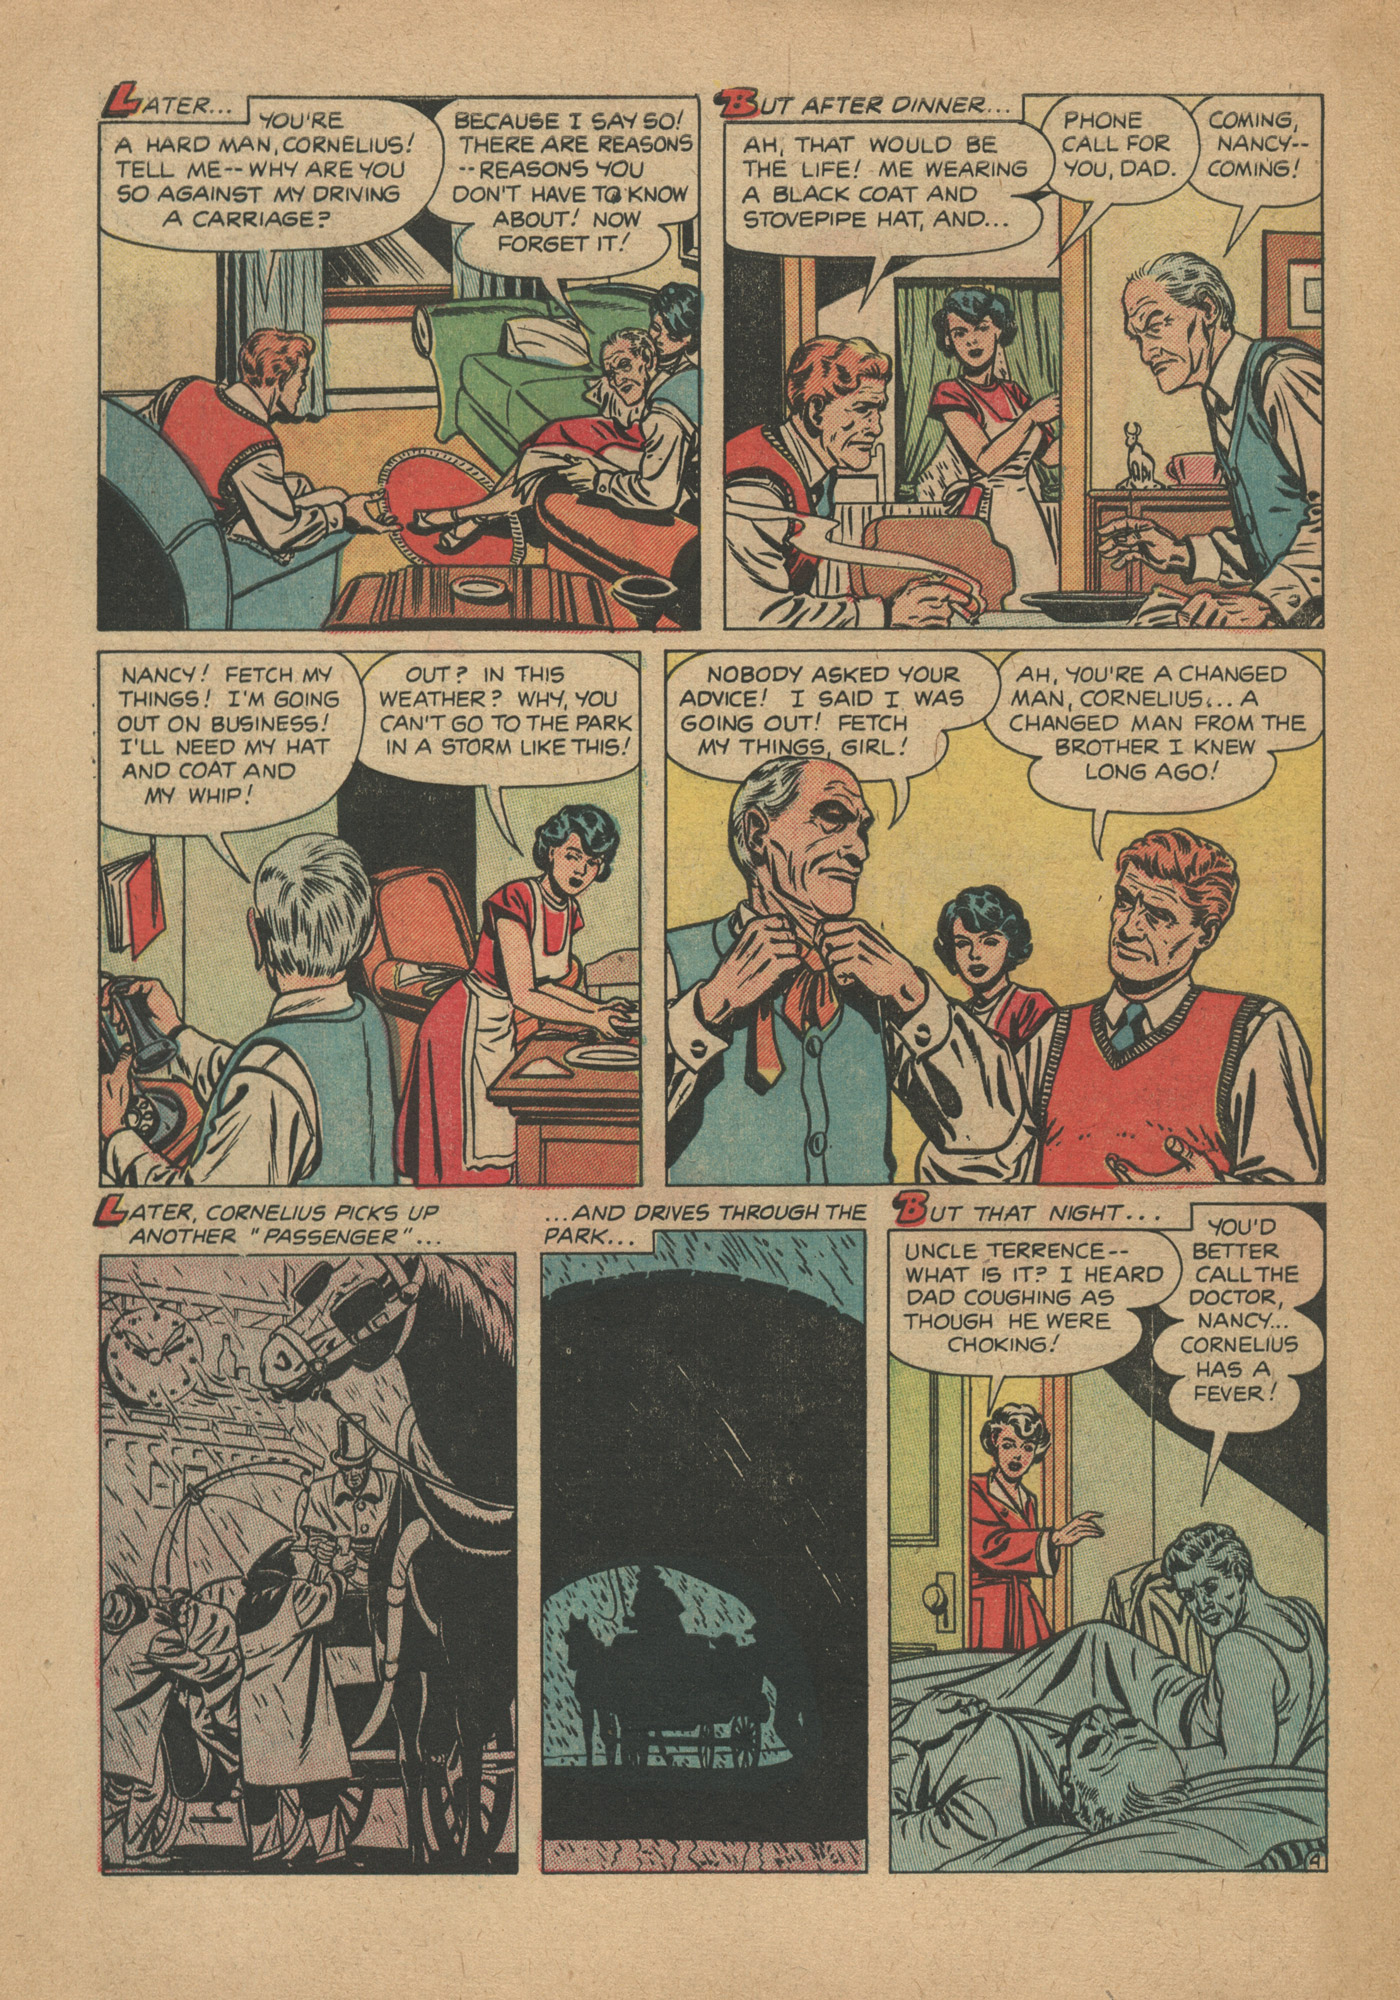 LATER...
YOU'RE
A HARD MAN, CORNELIUS!
TELL ME--WHY ARE YOU
SO AGAINST MY DRIVING
A CARRIAGE?
BECAUSE I SAY SO!
THERE ARE REASONS
--REASONS YOU
DON'T HAVE TO KNOW
ABOUT! NOW
FORGET IT!
BUT AFTER DINNER...
AH, THAT WOULD BE
THE LIFE! ME WEARING
A BLACK COAT AND
STOVEPIPE HAT, AND...
PHONE
CALL FOR
YOU, DAD.
COMING,
NANCY--
COMING!
NANCY! FETCH MY
THINGS! I'M GOING
OUT ON BUSINESS!
I'LL NEED MY HAT
AND COAT AND
MY WHIP!
OUT? IN THIS
WEATHER? WHY, YOU
CAN'T GO TO THE PARK
IN A STORM LIKE THIS!
NOBODY ASKED YOUR
ADVICE! I SAID I WAS
GOING OUT! FETCH
MY THINGS, GIRL!
AH, YOU'RE A CHANGED
MAN, CORNELIUS... A
CHANGED MAN FROM THE
BROTHER I KNEW
LONG AGO!
LATER, CORNELIUS PICKS UP
ANOTHER "PASSENGER"...
...AND DRIVES THROUGH THE
PARK...
BUT THAT NIGHT...
UNCLE TERRENCE--
WHAT IS IT? I HEARD
DAD COUGHING AS
THOUGH HE WERE
CHOKING!
YOU'D
BETTER
CALL THE
DOCTOR,
NANCY...
CORNELIUS
HAS A
FEVER!
4